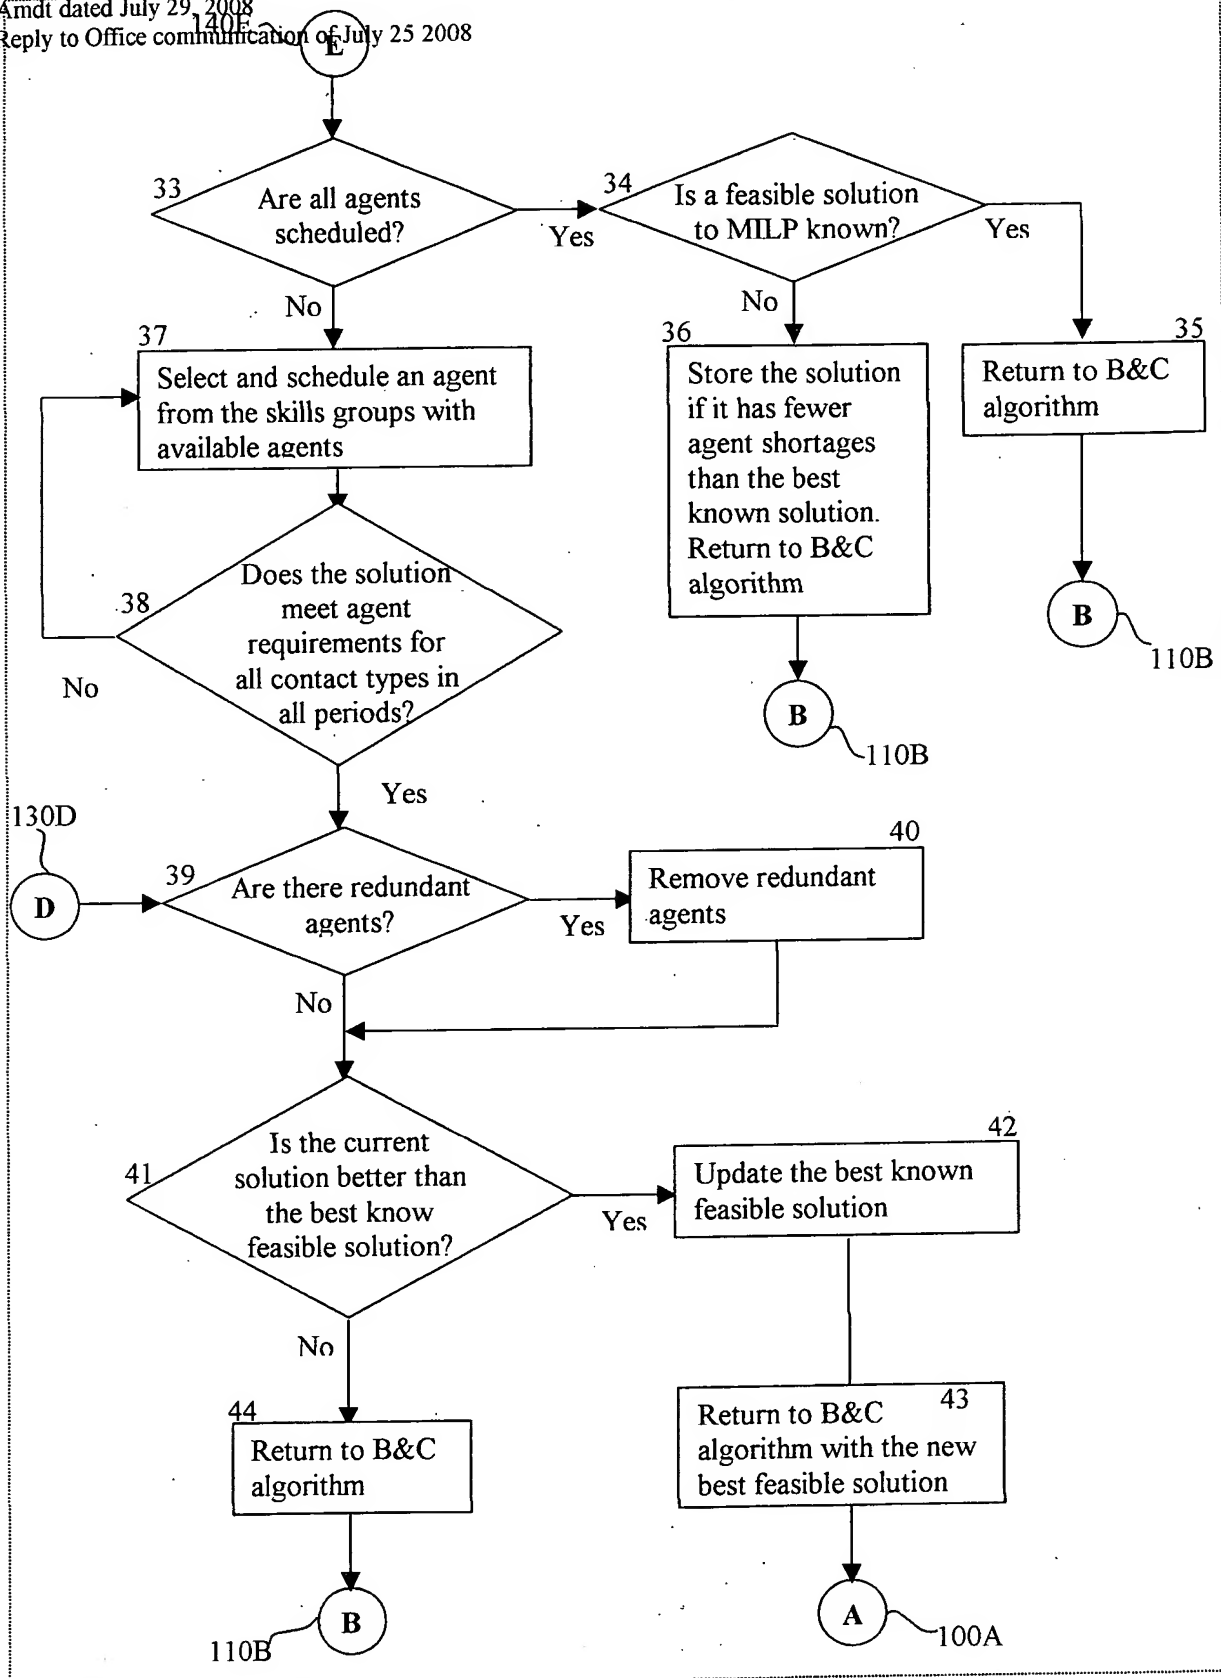 Amdt dated July 29, 2008
Reply to Office communication of July 25 2008
140E
E
33
Are all agents
scheduled?
Yes
No
34
Is a feasible solution
to MILP known?
Yes
No
37
Select and schedule an agent
from the skills groups with
available agents
36
Store the solution
if it has fewer
agent shortages
than the best
known solution.
Return to B&C
algorithm
35
Return to B&C
algorithm
B
110B
B
110B
38
Does the solution
meet agent
requirements for
all contact types in
all periods?
No
Yes
130D
D
39
Are there redundant
agents?
Yes
No
40
Remove redundant
agents
41
Is the current
solution better than
the best know
feasible solution?
Yes
No
42
Update the best known
feasible solution
44
Return to B&C
algorithm
43
Return to B&C
algorithm with the new
best feasible solution
B
110B
A
100A